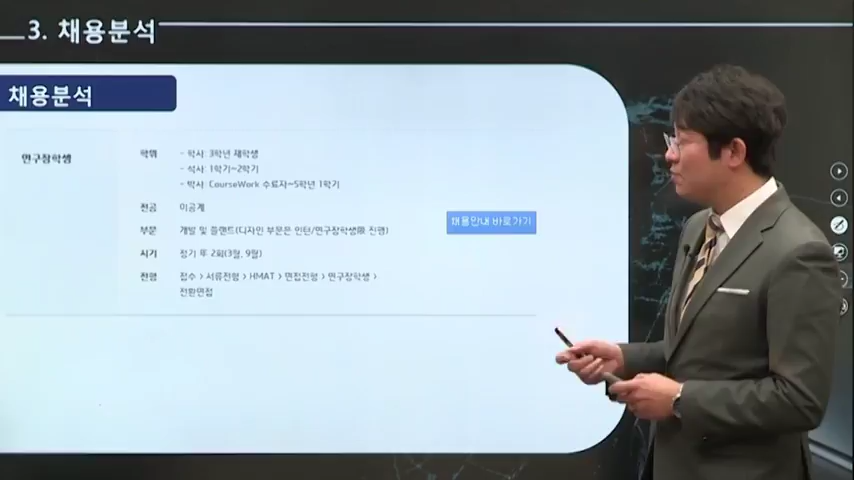 3. 채용분석
채용분석
연구장학생
학위
- 학사: 3학년 재학생
- 석사: 1학기~2학기
- 박사: CourseWork 수료자~5학년 1학기
전공
이공계
부문
개발 및 플랜트(디자인 부문은 인턴/연구장학생만 진행)
채용안내 바로가기
시기
정기 年 2회(3월, 9월)
전형
접수 > 서류전형 > HMAT > 면접전형 > 연구장학생 >
전환면접